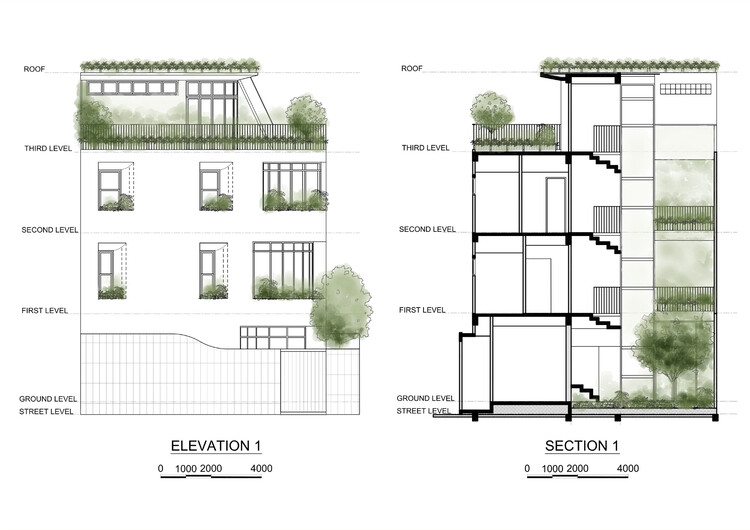 ROOF
THIRD LEVEL
SECOND LEVEL
FIRST LEVEL
GROUND LEVEL
STREET LEVEL
ELEVATION 1
0 1000 2000 4000
ROOF
THIRD LEVEL
SECOND LEVEL
FIRST LEVEL
GROUND LEVEL
STREET LEVEL
SECTION 1
0 1000 2000 4000